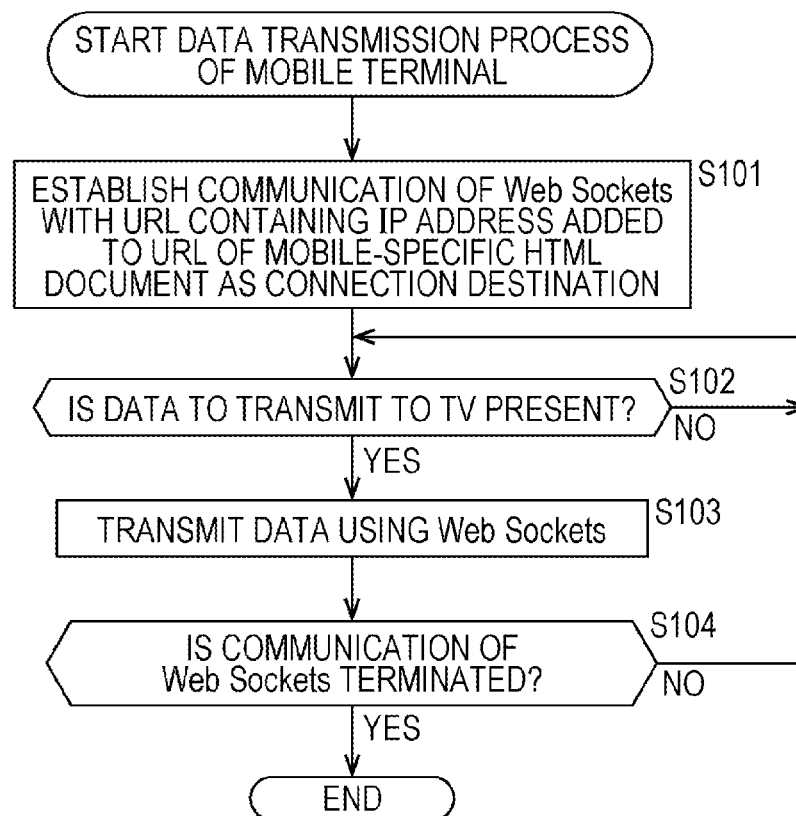 START DATA TRANSMISSION PROCESS
OF MOBILE TERMINAL
S101
ESTABLISH COMMUNICATION OF Web Sockets
WITH URL CONTAINING IP ADDRESS ADDED
TO URL OF MOBILE-SPECIFIC HTML
DOCUMENT AS CONNECTION DESTINATION
S102
IS DATA TO TRANSMIT TO TV PRESENT?
NO
YES
S103
TRANSMIT DATA USING Web Sockets
S104
IS COMMUNICATION OF
Web Sockets TERMINATED?
NO
YES
END